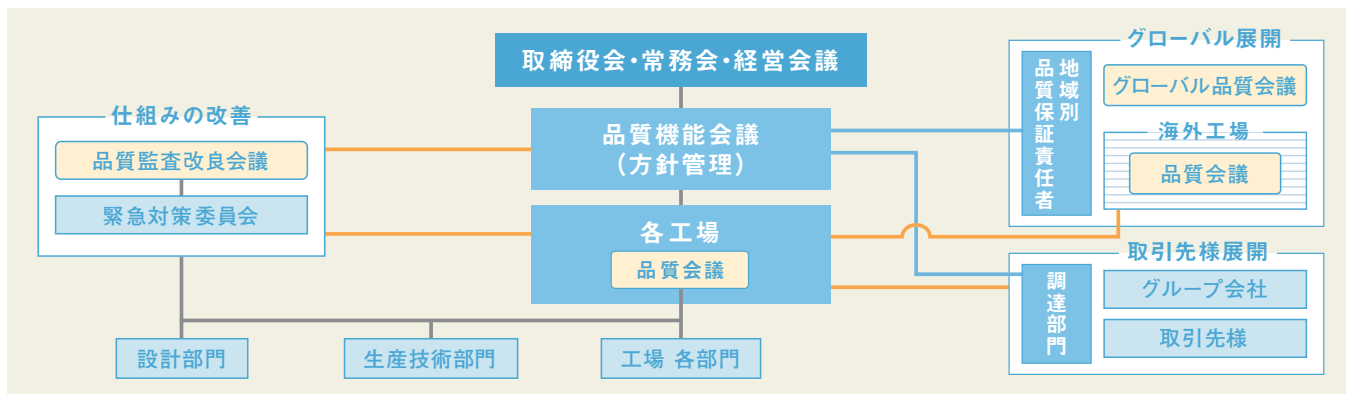 取締役会・常務会・経営会議
品質機能会議
（方針管理）
各工場
品質会議
仕組みの改善
品質監査改良会議
緊急対策委員会
設計部門
生産技術部門
工場 各部門
グローバル展開
地域別
品質保証責任者
グローバル品質会議
海外工場
品質会議
取引先様展開
調達部門
グループ会社
取引先様